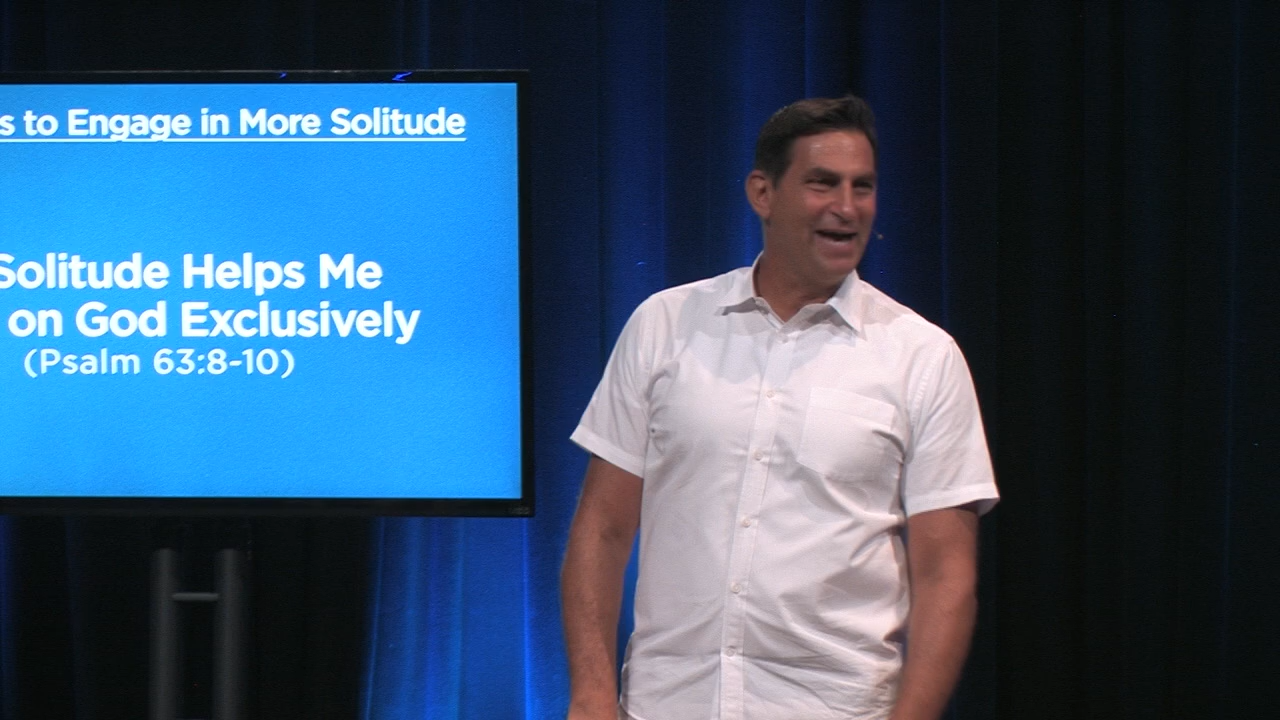 s to Engage in More Solitude
Solitude Helps Me
on God Exclusively
(Psalm 63:8-10)